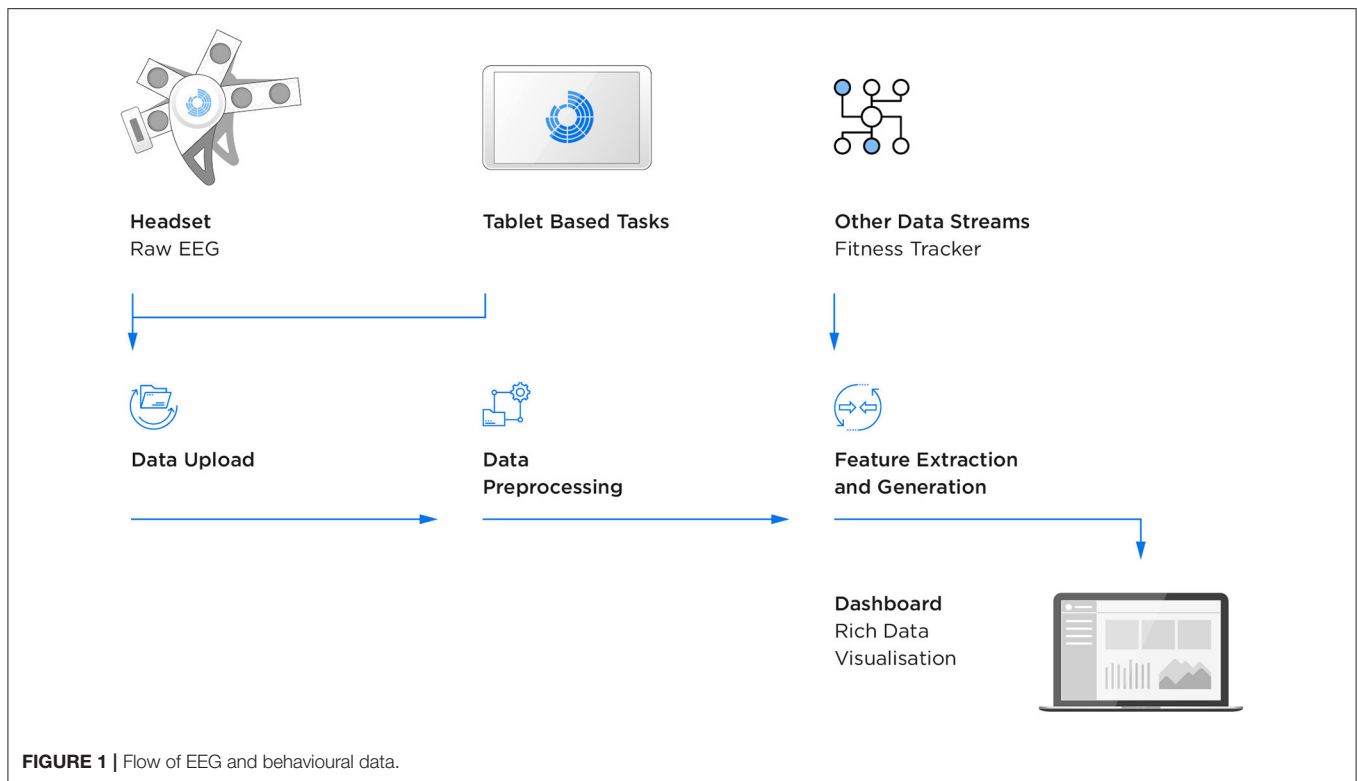 Headset
Raw EEG
Tablet Based Tasks
Other Data Streams
Fitness Tracker
Data Upload
Data
Preprocessing
Feature Extraction
and Generation
Dashboard
Rich Data
Visualisation
FIGURE 1 | Flow of EEG and behavioural data.